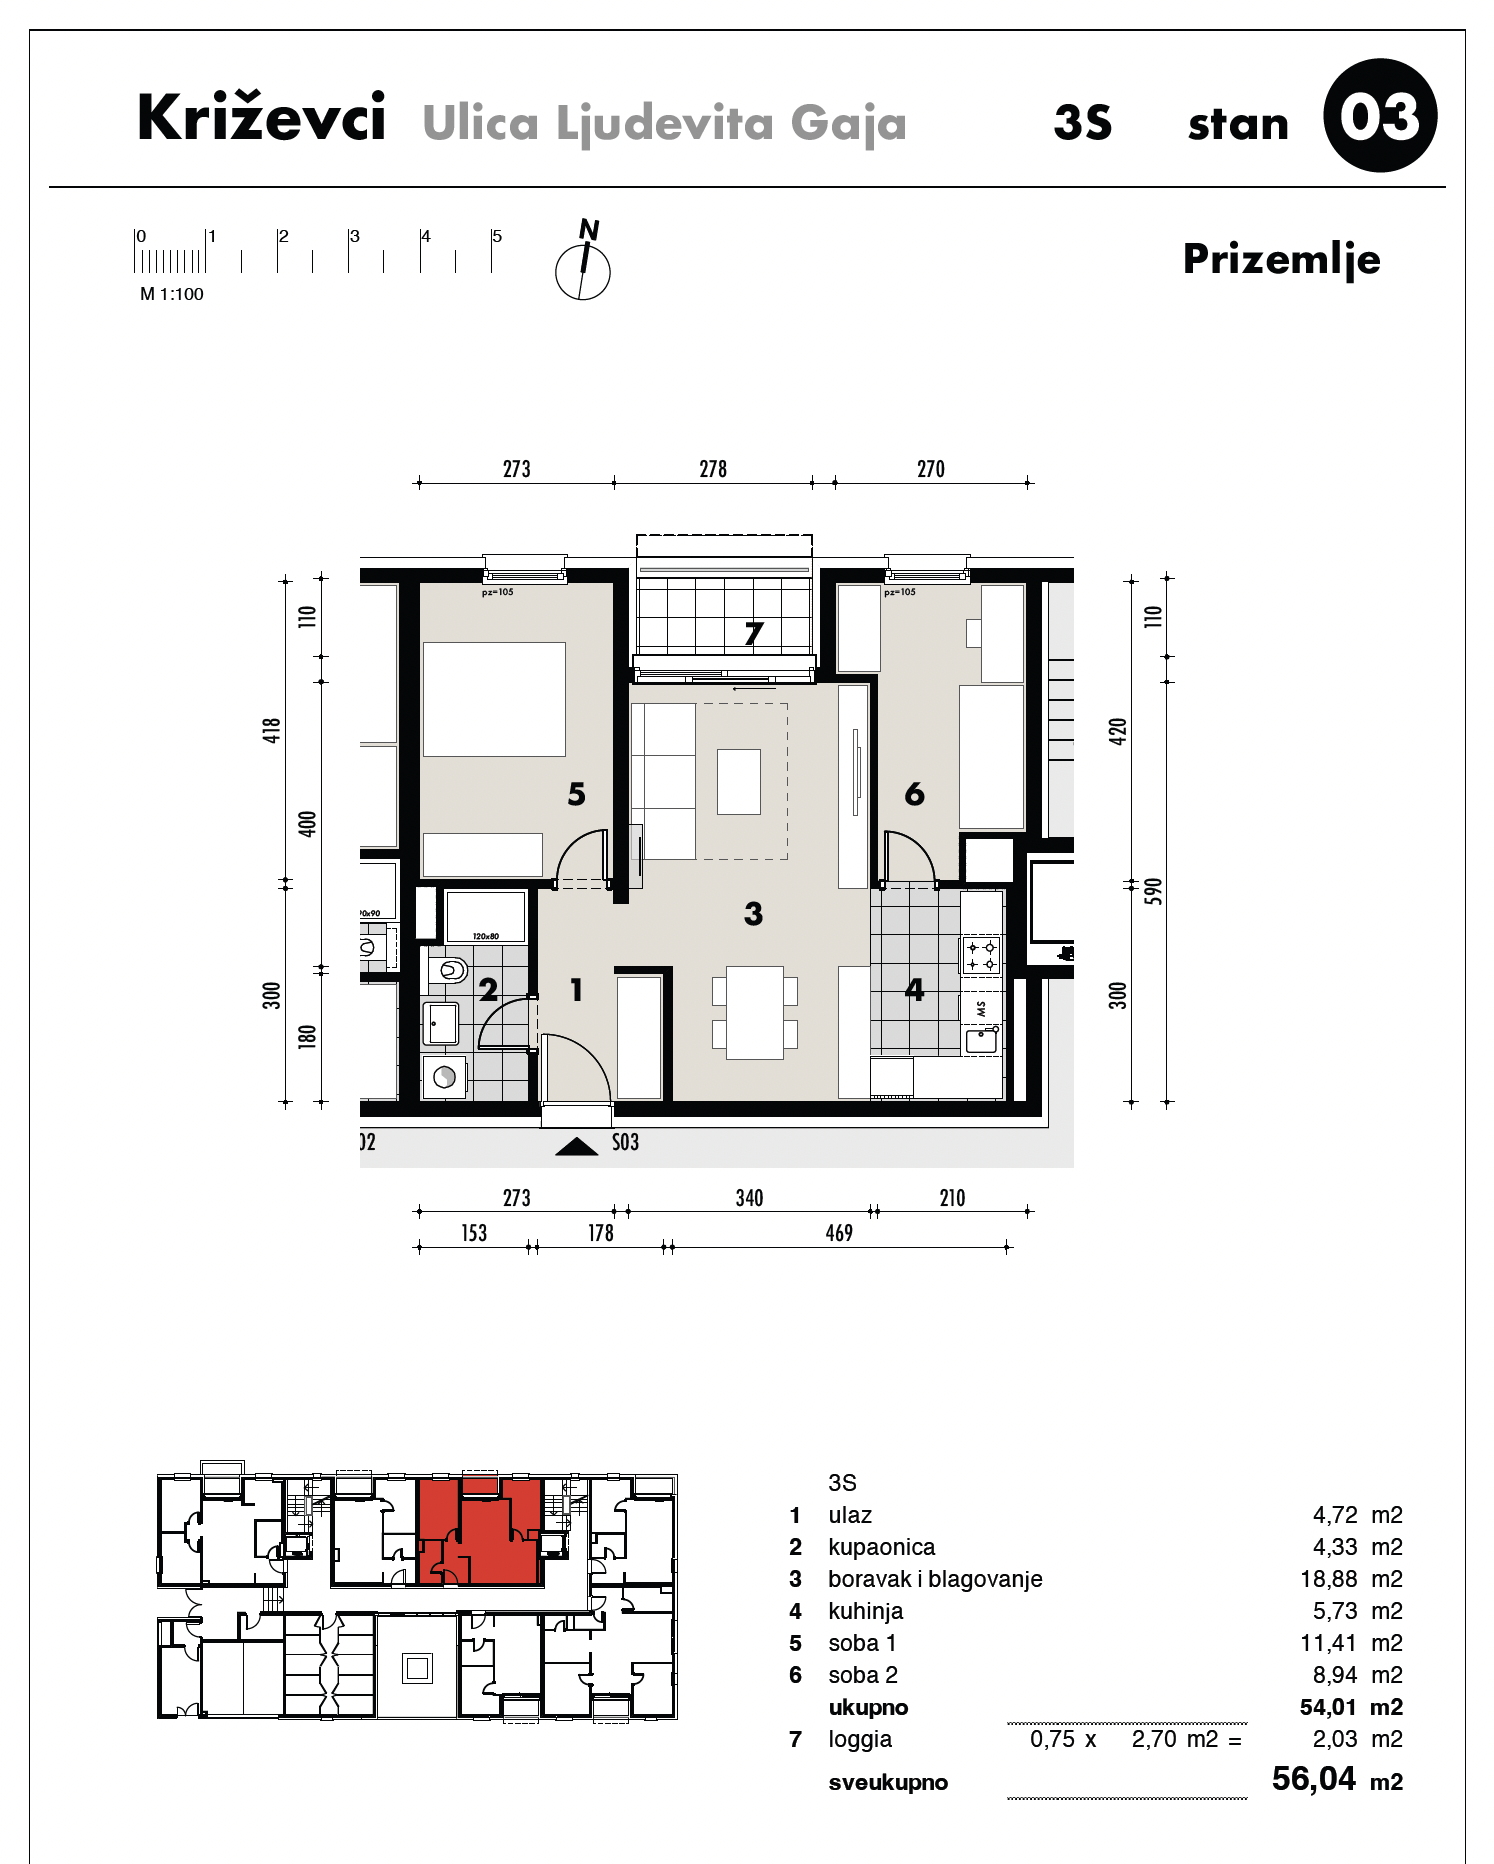 Križevci Ulica Ljudevita Gaja 3S stan 03
0 1 2 3 4 5
N
M 1:100
Prizemlje
273 278 270
pz=105 pz=105
7
110 110
418 420
5 6
400
590
3
90x90
120x80
2 1 4
300 300
MS
180
02 S03
273 340 210
153 178 469
3S
1 ulaz 4,72 m2
2 kupaonica 4,33 m2
3 boravak i blagovanje 18,88 m2
4 kuhinja 5,73 m2
5 soba 1 11,41 m2
6 soba 2 8,94 m2
ukupno 54,01 m2
7 loggia 0,75 x 2,70 m2 = 2,03 m2
sveukupno 56,04 m2